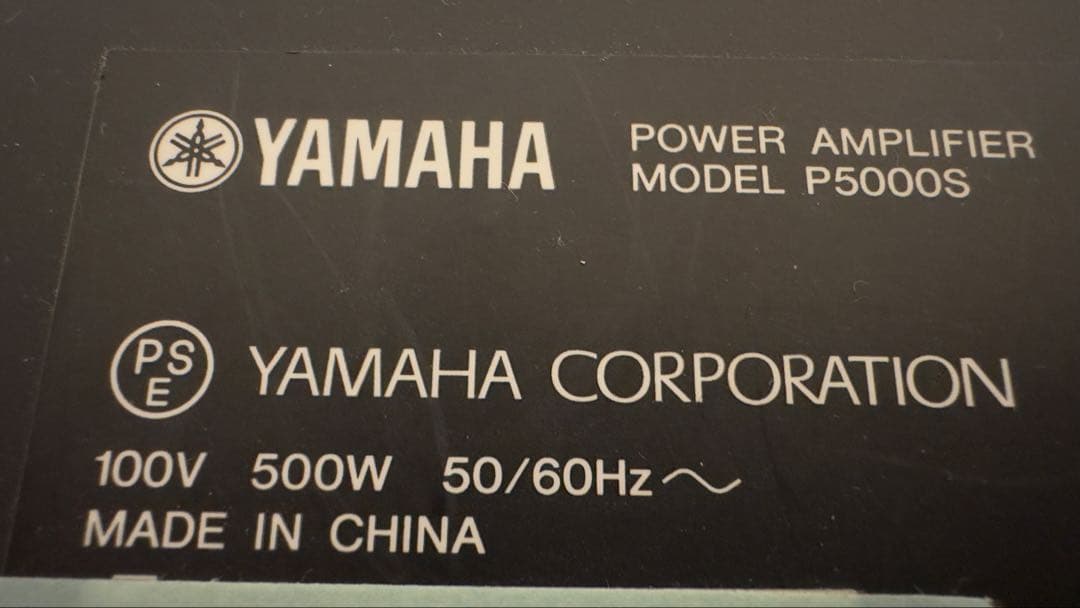 YAMAHA
POWER AMPLIFIER
MODEL P5000S
PS
E
YAMAHA CORPORATION
100V 500W 50/60Hz～
MADE IN CHINA